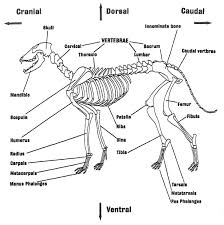 Cranial Dorsal Caudal
Innominate bone
Skull
VERTEBRAE
Cervical Sacrum
Thoracic Lumbar
Caudal vertbrae
Mandible
Scapula
Humerus
Radius
Carpals
Metacarpals
Manus Phalanges
Patella
Ribs
Ulna
Tibia
Femur
Fibula
Tarsals
Metatarsals
Pes Phalanges
Ventral